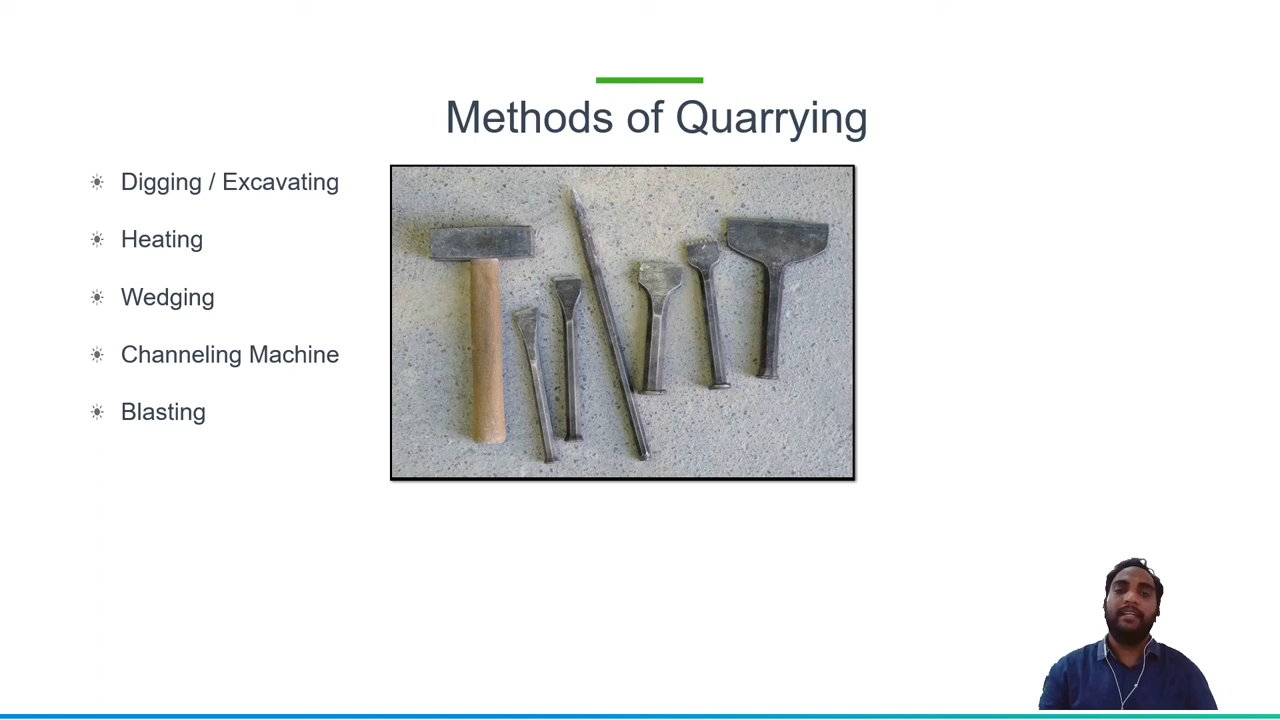 Methods of Quarrying
Digging / Excavating
Heating
Wedging
Channeling Machine
Blasting